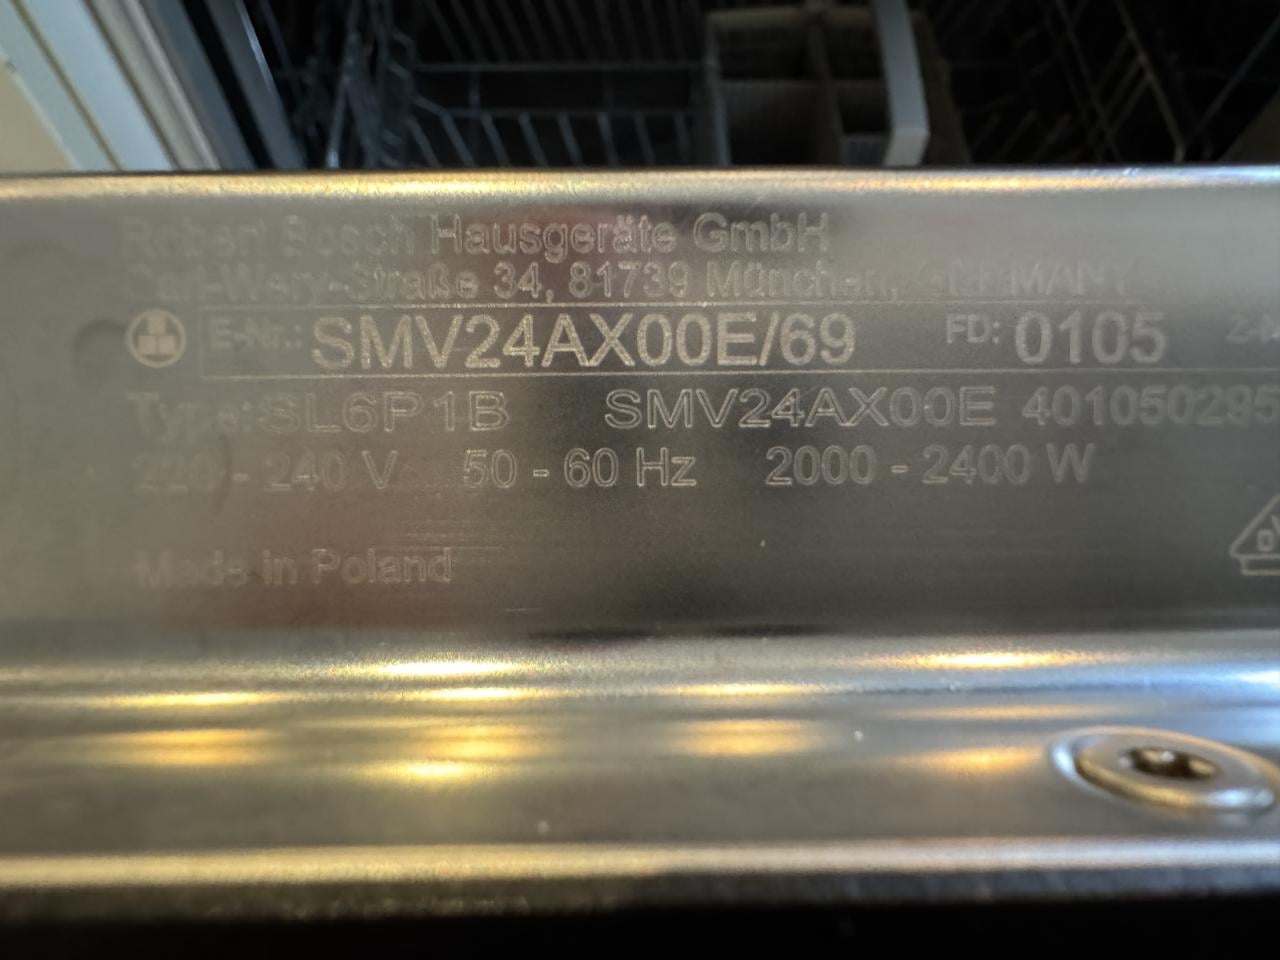 Robert Bosch Hausgeräte GmbH
Carl-Wery-Straße 34, 81739 München, GERMANY
E-Nr.: SMV24AX00E/69 FD: 0105 Z-N
Type: SL6P1B SMV24AX00E 401050295
220 - 240 V 50 - 60 Hz 2000 - 2400 W
Made in Poland